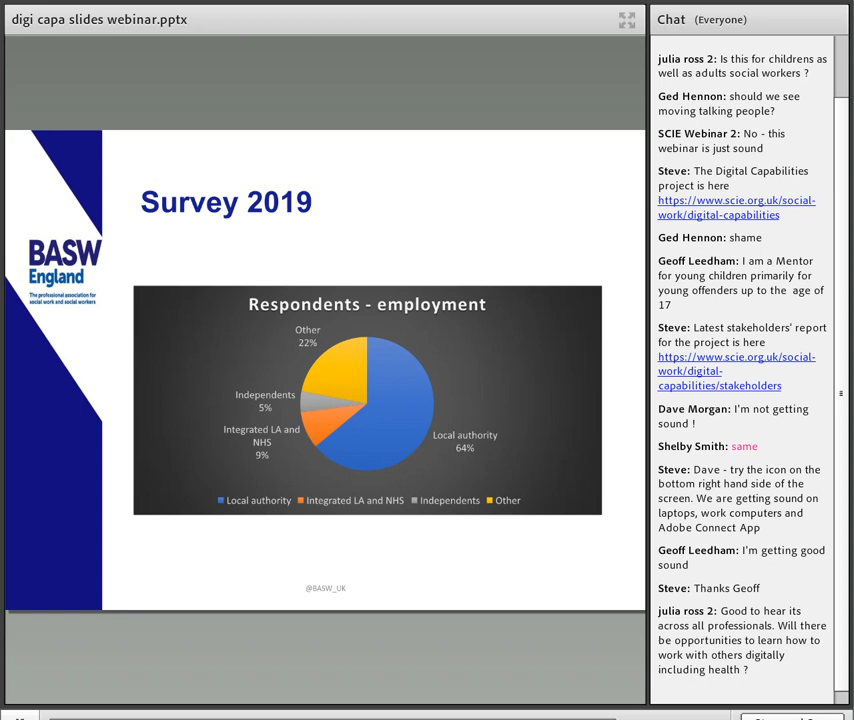 digi capa slides webinar.pptx
Survey 2019
BASW
England
The professional association for
social work and social workers
Respondents - employment
Other
22%
Independents
5%
Integrated LA and
NHS
9%
Local authority
64%
Local authority Integrated LA and NHS Independents Other
@BASW_UK
Chat (Everyone)
julia ross 2: Is this for childrens as
well as adults social workers ?
Ged Hennon: should we see
moving talking people?
SCIE Webinar 2: No - this
webinar is just sound
Steve: The Digital Capabilities
project is here
https://www.scie.org.uk/social-
work/digital-capabilities
Ged Hennon: shame
Geoff Leedham: I am a Mentor
for young children primarily for
young offenders up to the age of
17
Steve: Latest stakeholders' report
for the project is here
https://www.scie.org.uk/social-
work/digital-
capabilities/stakeholders
Dave Morgan: I'm not getting
sound !
Shelby Smith: same
Steve: Dave - try the icon on the
bottom right hand side of the
screen. We are getting sound on
laptops, work computers and
Adobe Connect App
Geoff Leedham: I'm getting good
sound
Steve: Thanks Geoff
julia ross 2: Good to hear its
across all professionals. Will there
be opportunities to learn how to
work with others digitally
including health ?